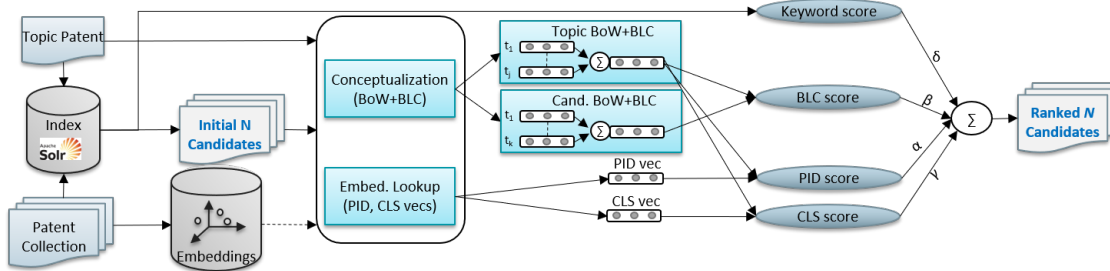 Topic Patent
Index
Apache
Solr
Patent
Collection
Initial N
Candidates
Embeddings
Conceptualization
(BoW+BLC)
Embed. Lookup
(PID, CLS vecs)
Topic BoW+BLC
t1
tj
∑
Cand. BoW+BLC
t1
tk
∑
PID vec
CLS vec
Keyword score
BLC score
PID score
CLS score
δ
β
α
γ
∑
Ranked N
Candidates